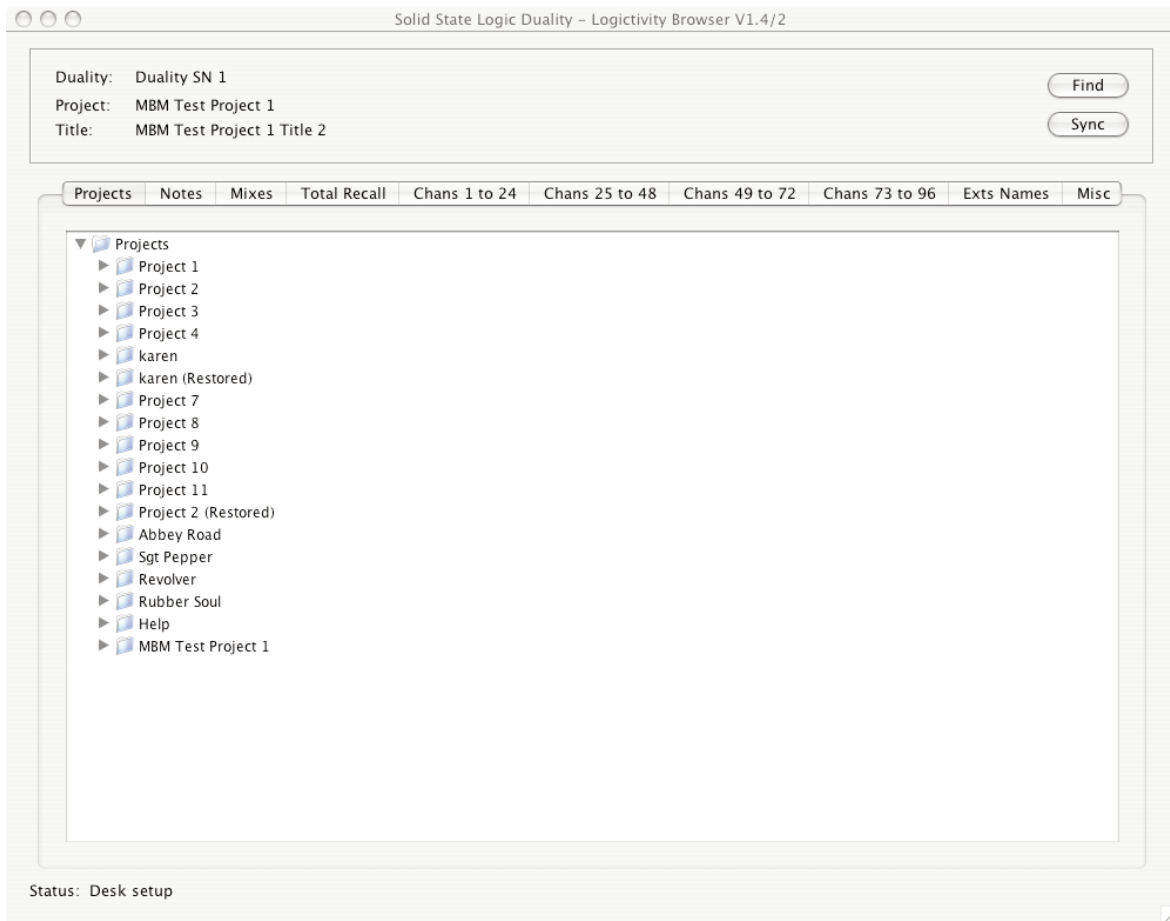 Solid State Logic Duality – Logictivity Browser V1.4/2
Duality: Duality SN 1
Find
Project: MBM Test Project 1
Title: MBM Test Project 1 Title 2
Sync
Projects Notes Mixes Total Recall Chans 1 to 24 Chans 25 to 48 Chans 49 to 72 Chans 73 to 96 Exts Names Misc
Projects
Project 1
Project 2
Project 3
Project 4
karen
karen (Restored)
Project 7
Project 8
Project 9
Project 10
Project 11
Project 2 (Restored)
Abbey Road
Sgt Pepper
Revolver
Rubber Soul
Help
MBM Test Project 1
Status: Desk setup